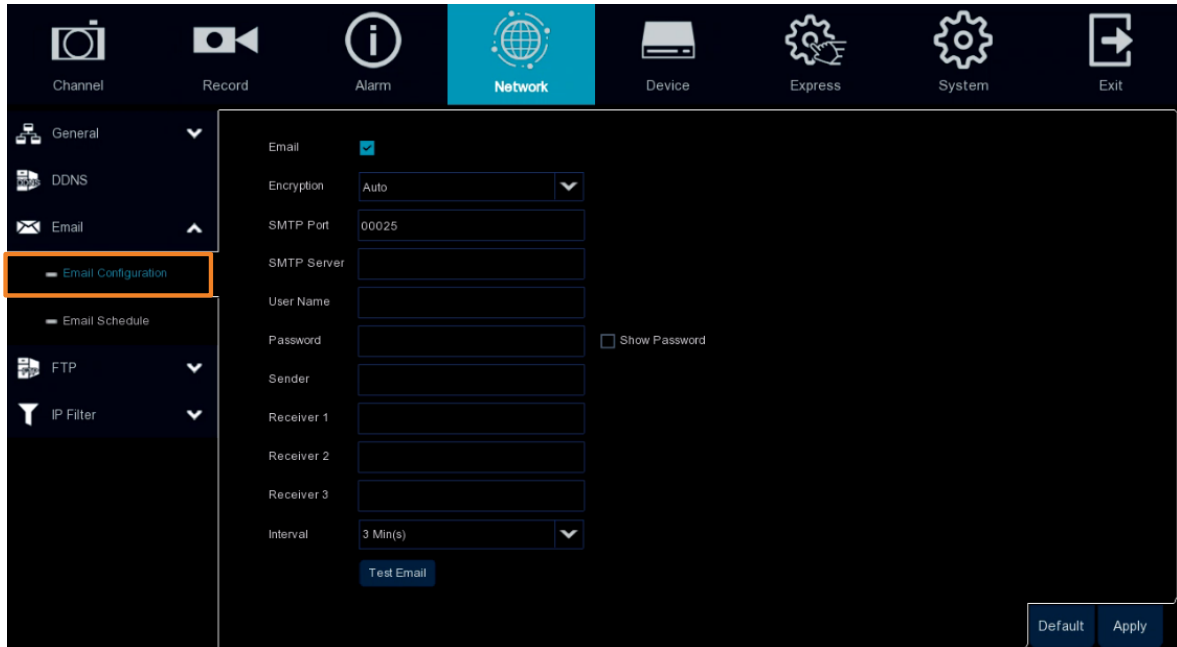 Channel Record Alarm Network Device Express System Exit
General
DDNS
Email
Email Configuration
Email Schedule
FTP
IP Filter
Email
Encryption Auto
SMTP Port 00025
SMTP Server
User Name
Password Show Password
Sender
Receiver 1
Receiver 2
Receiver 3
Interval 3 Min(s)
Test Email
Default Apply